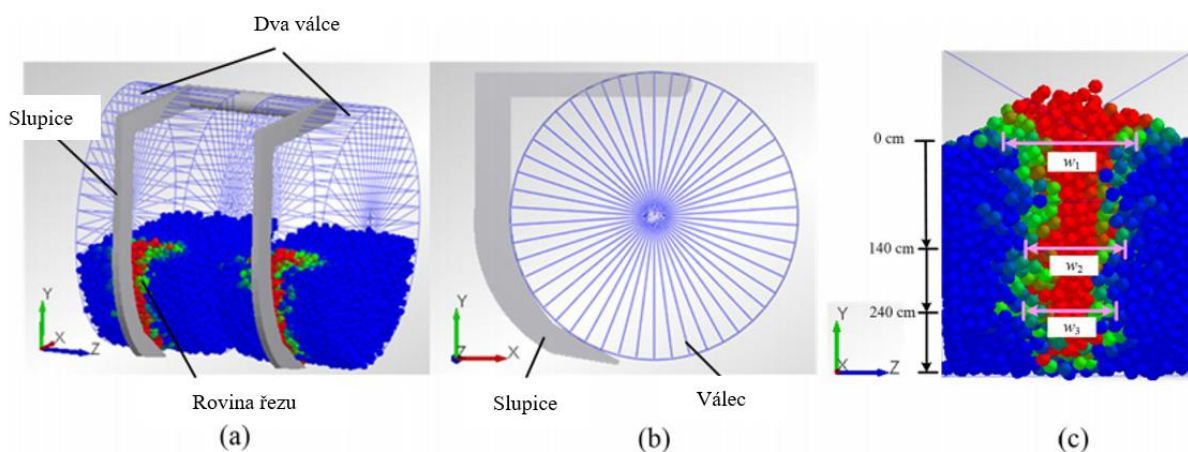 Dva válce
Slupice
Y
X
Z
Rovina řezu
(a)
Y
Z
X
Slupice
Válec
(b)
0 cm
w1
140 cm
w2
240 cm
w3
Y
X
Z
(c)